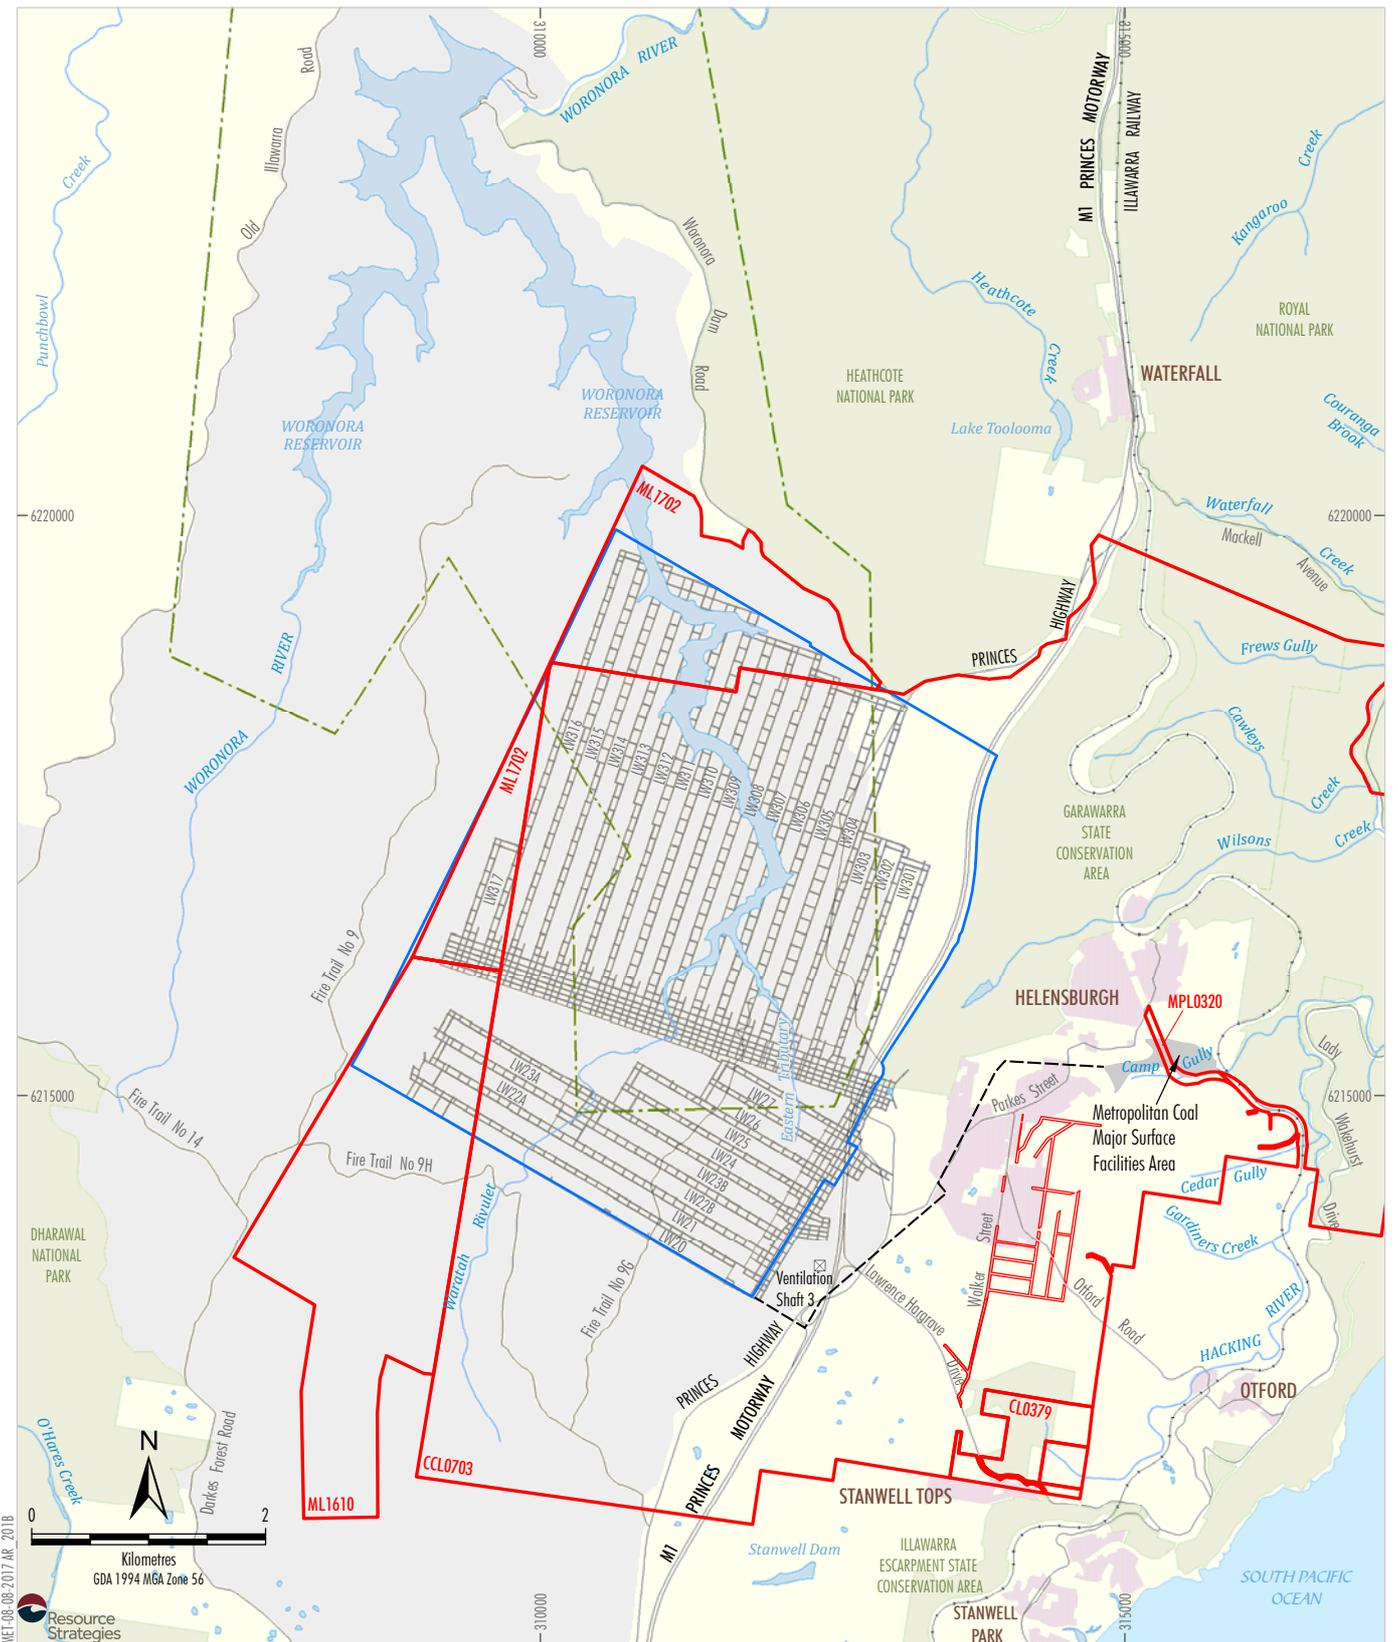 310000
315000
WORONORA RIVER
Road
Illawarra
Old
Creek
Punchbowl
M1 PRINCES MOTORWAY
ILLAWARRA RAILWAY
Kangaroo Creek
Woronora
Dam
Road
Heathcote
Creek
ROYAL
NATIONAL PARK
HEATHCOTE
NATIONAL PARK
WATERFALL
WORONORA
RESERVOIR
WORONORA
RESERVOIR
Lake Toolooma
Couranga
Brook
ML1702
6220000
6220000
Waterfall
Creek
Mackell
Avenue
PRINCES HIGHWAY
Frews Gully
WORONORA RIVER
Cawleys
Creek
ML1702
LW316
LW315
LW314
LW313
LW312
LW311
LW310
LW309
LW308
LW307
LW306
LW305
LW304
LW303
LW302
LW301
LW317
GARAWARRA
STATE
CONSERVATION
AREA
Wilsons
Creek
Fire Trail No 9
HELENSBURGH
MPL0320
Lady
Wakehurst
Drive
Camp Gully
Eastern Tributary
LW23A
LW22A
LW27
LW26
LW25
LW24
LW23B
LW22B
LW21
LW20
6215000
6215000
Parkes Street
Metropolitan Coal
Major Surface
Facilities Area
Fire Trail No 14
Fire Trail No 9H
Cedar Gully
Gardiners Creek
DHARAWAL
NATIONAL
PARK
Waratah Rivulet
Fire Trail No 9G
Ventilation
Shaft 3
Lawrence Hargrave
Drive
Walker
Street
Otford
Road
HACKING RIVER
OTFORD
PRINCES HIGHWAY
CL0379
O'Hares Creek
Darkes Forest Road
N
CCL0703
ML1610
M1 PRINCES MOTORWAY
STANWELL TOPS
0 2
Kilometres
GDA 1994 MGA Zone 56
Stanwell Dam
ILLAWARRA
ESCARPMENT STATE
CONSERVATION AREA
SOUTH PACIFIC
OCEAN
STANWELL
PARK
310000
315000
MET-08-08-2017 AR_201B
Resource
Strategies